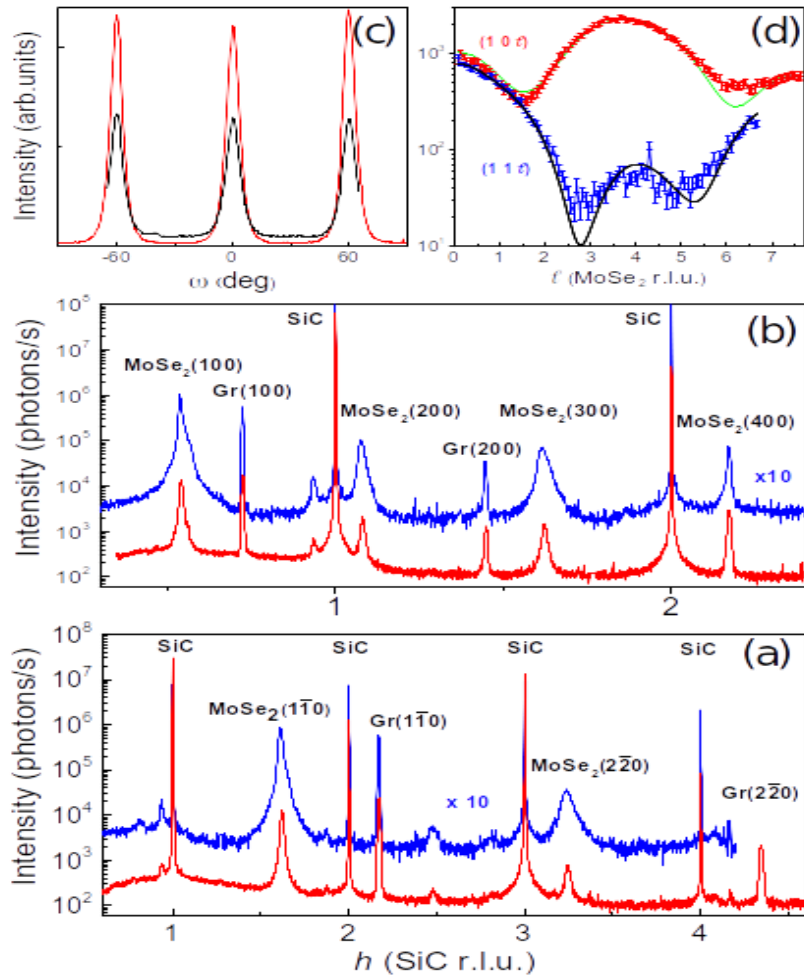 (c)
Intensity (arb.units)
-60 0 60
ω (deg)
(d)
(1 0 ℓ)
(1 1 ℓ)
10³
10²
10¹
0 1 2 3 4 5 6 7
ℓ (MoSe₂ r.l.u.)
(b)
Intensity (photons/s)
10⁸
10⁷
10⁶
10⁵
10⁴
10³
10²
SiC SiC
MoSe₂(100)
Gr(100)
MoSe₂(200)
Gr(200)
MoSe₂(300)
MoSe₂(400)
x10
1 2
(a)
Intensity (photons/s)
10⁸
10⁷
10⁶
10⁵
10⁴
10³
10²
SiC SiC SiC SiC
MoSe₂(11̄0)
Gr(11̄0)
x 10
MoSe₂(22̄0)
Gr(22̄0)
1 2 3 4
h (SiC r.l.u.)